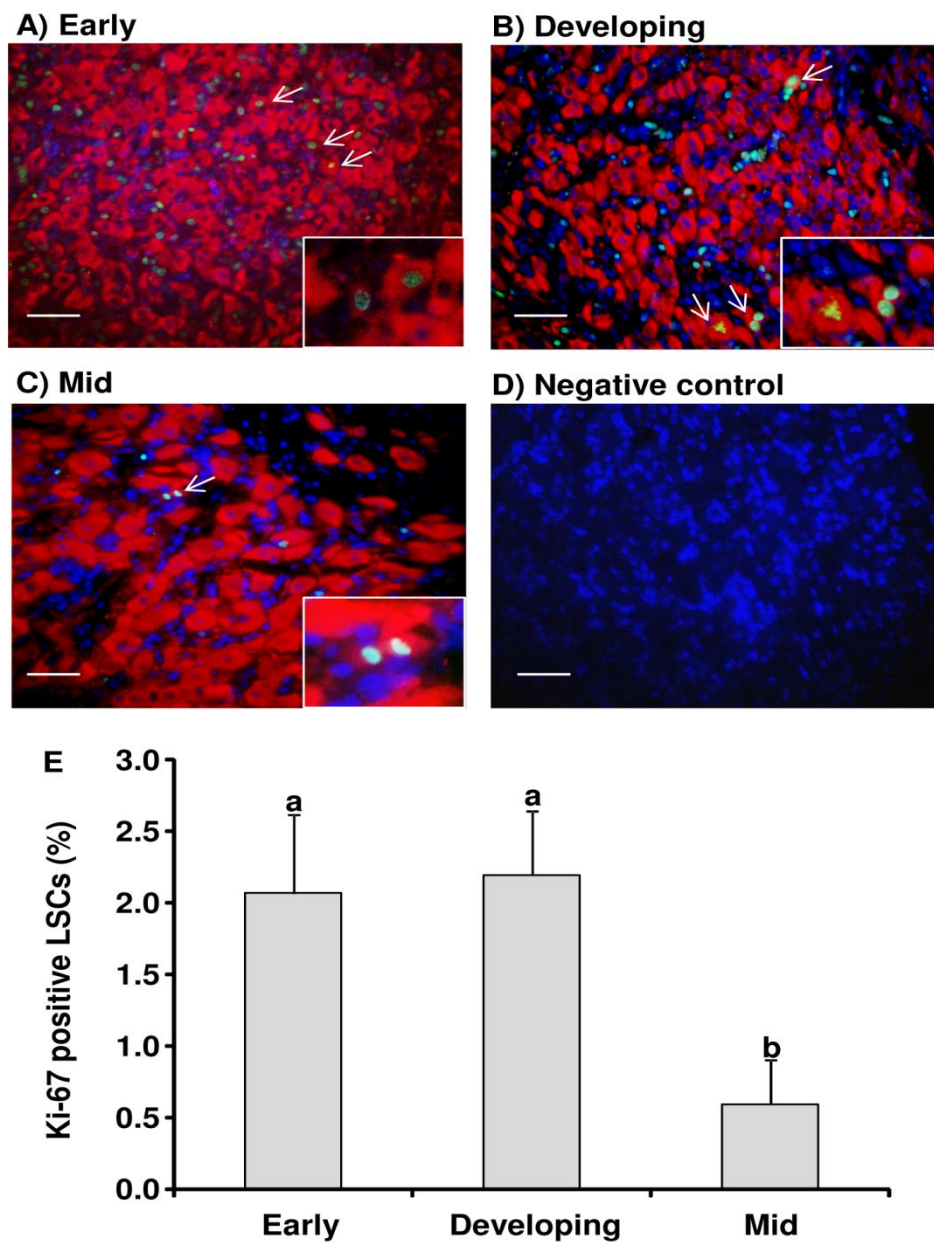 A) Early
B) Developing
C) Mid
D) Negative control
E
Ki-67 positive LSCs (%)
3.0
2.5
2.0
1.5
1.0
0.5
0.0
a
a
b
Early
Developing
Mid